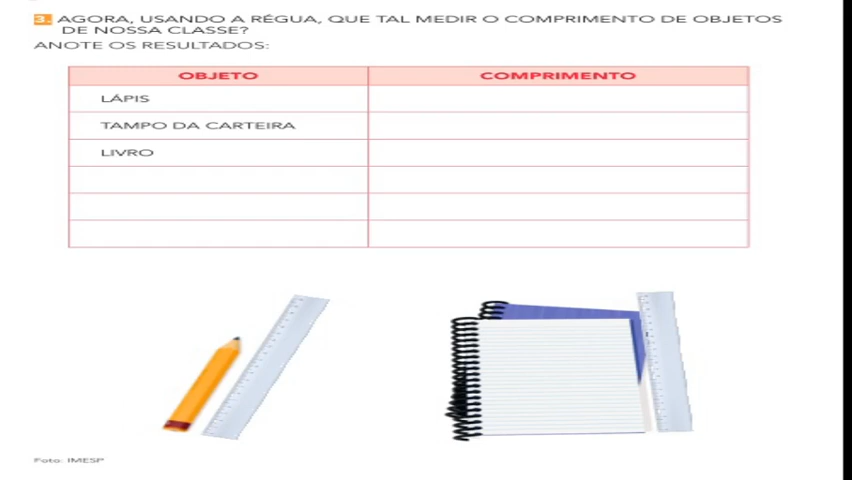 3. AGORA, USANDO A RÉGUA, QUE TAL MEDIR O COMPRIMENTO DE OBJETOS
DE NOSSA CLASSE?
ANOTE OS RESULTADOS:
OBJETO COMPRIMENTO
LÁPIS
TAMPO DA CARTEIRA
LIVRO
Foto: IMESP